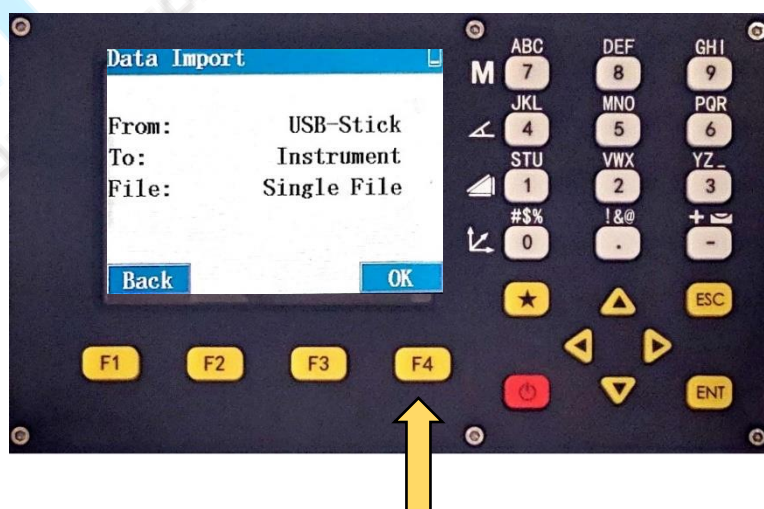 Data Import
From: USB-Stick
To: Instrument
File: Single File
Back OK
ABC DEF GHI
M 7 8 9
JKL MNO PQR
4 5 6
STU VWX YZ_
1 2 3
#$% !&@ +
0 . -
ESC
F1 F2 F3 F4
ENT